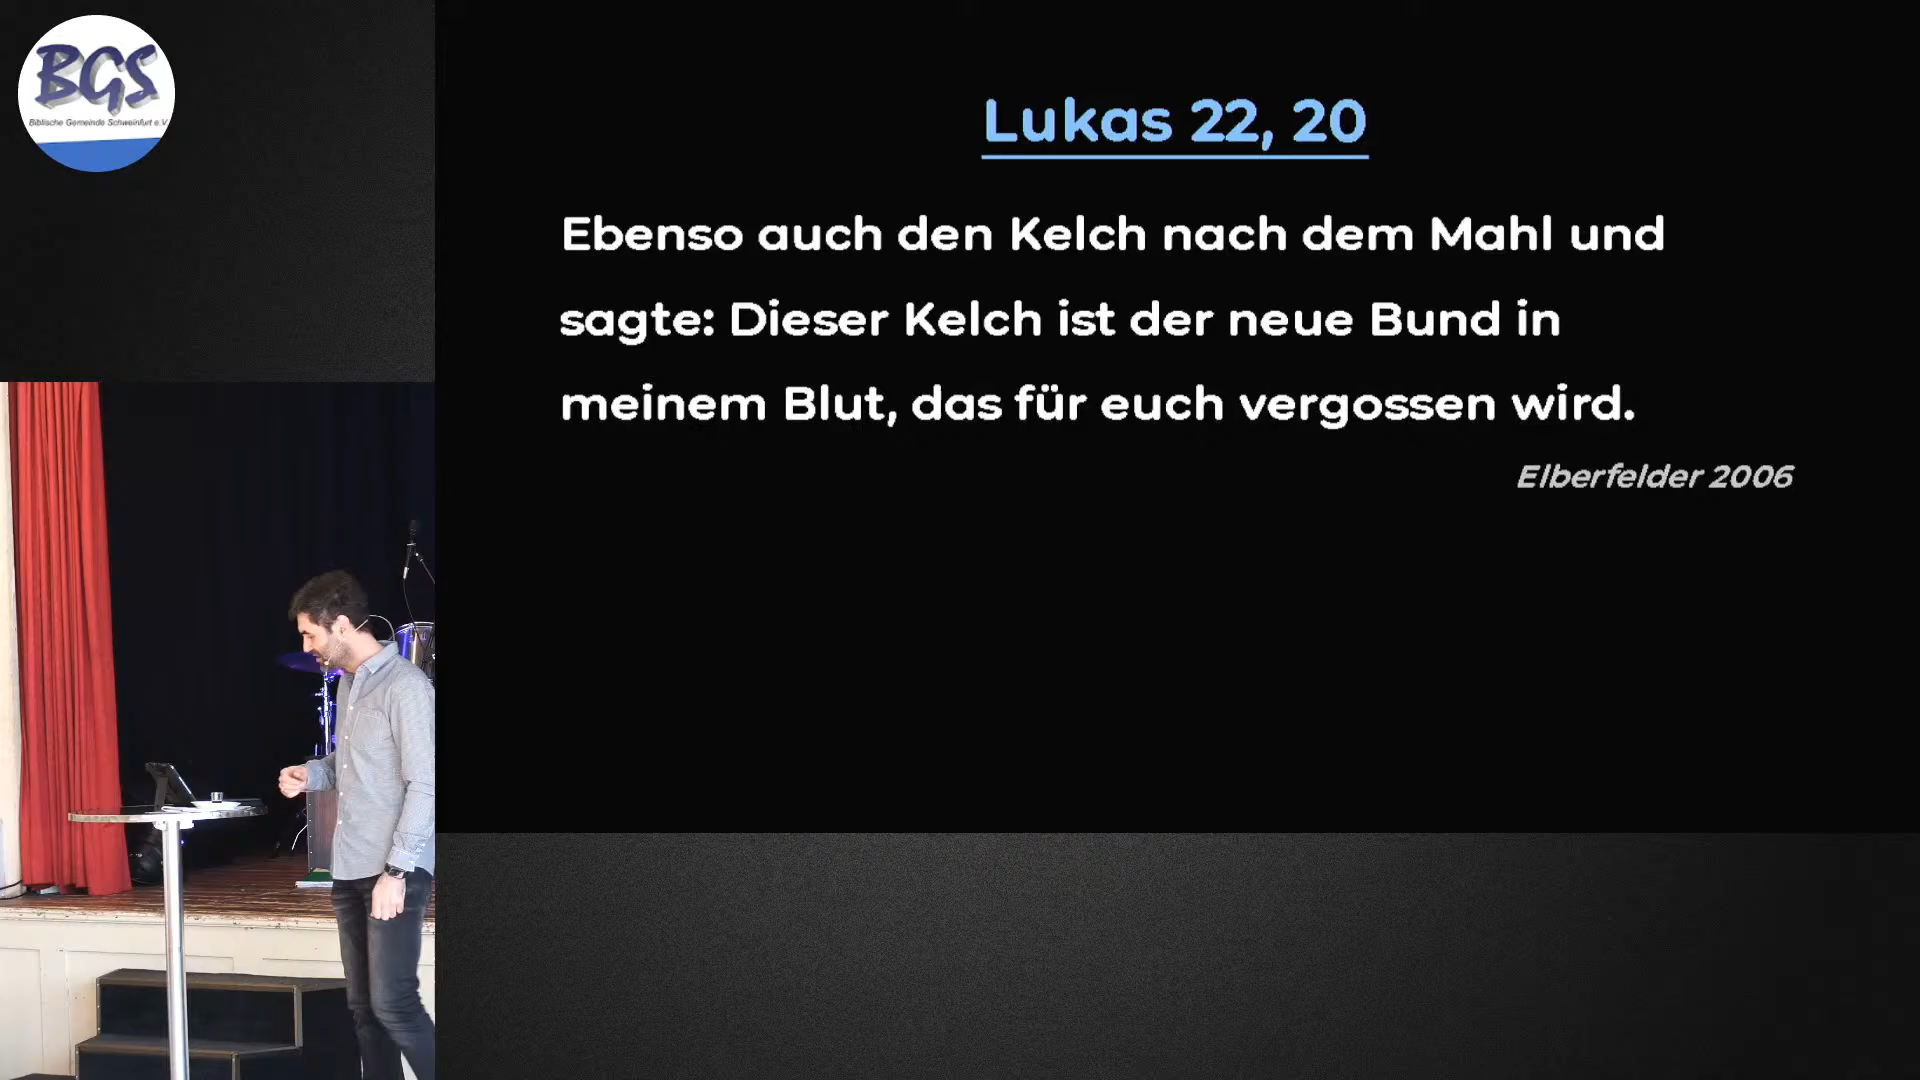 BGS
Biblische Gemeinde Schweinfurt e.V.
Lukas 22, 20
Ebenso auch den Kelch nach dem Mahl und
sagte: Dieser Kelch ist der neue Bund in
meinem Blut, das für euch vergossen wird.
Elberfelder 2006